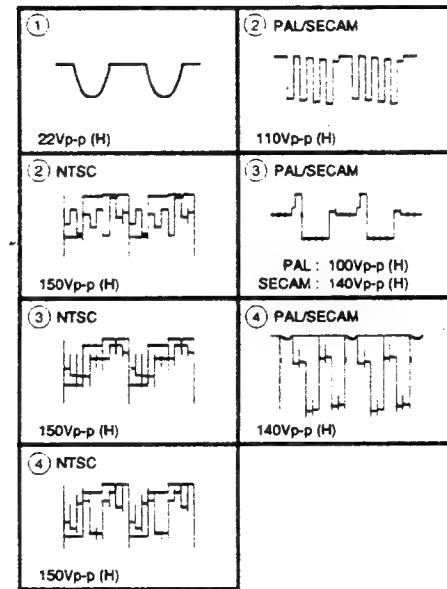 ① 
22Vp-p (H)
② PAL/SECAM
110Vp-p (H)
② NTSC
150Vp-p (H)
③ PAL/SECAM
PAL : 100Vp-p (H)
SECAM : 140Vp-p (H)
③ NTSC
150Vp-p (H)
④ PAL/SECAM
140Vp-p (H)
④ NTSC
150Vp-p (H)